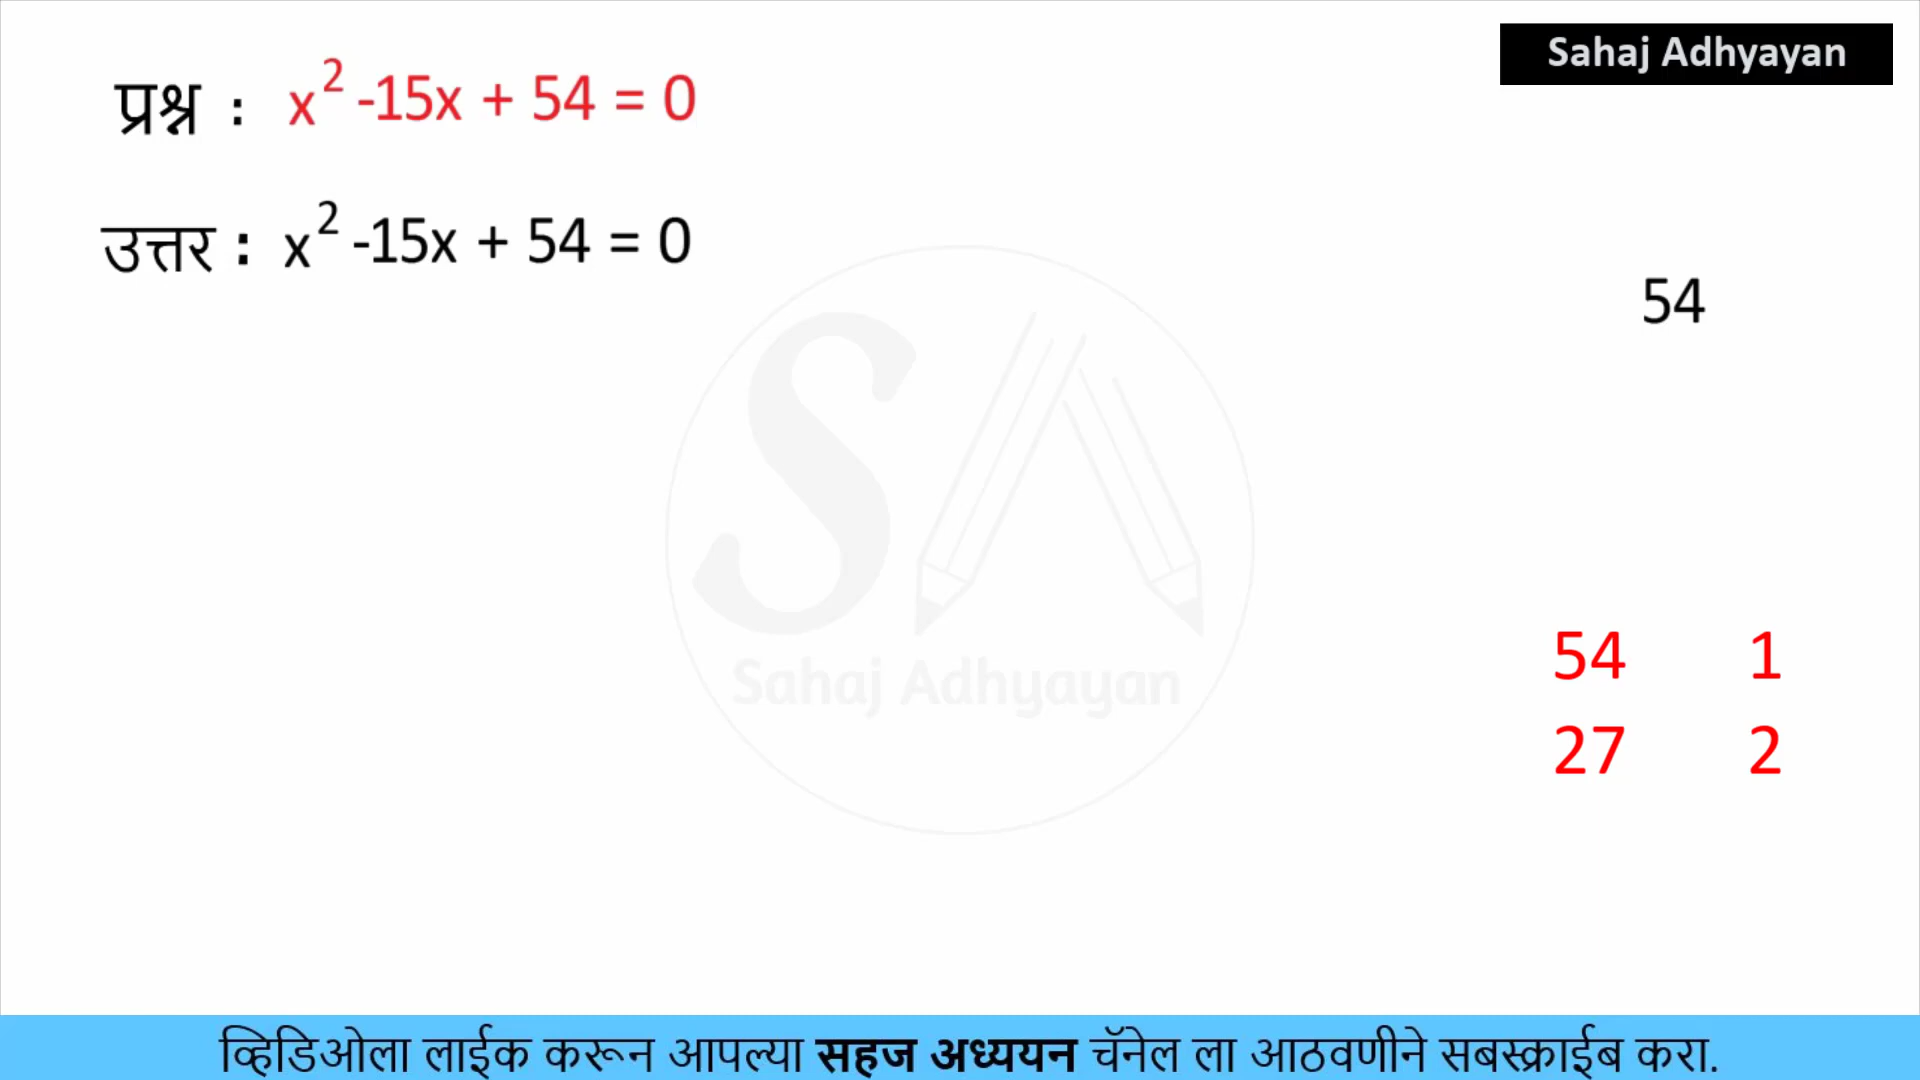 Sahaj Adhyayan
प्रश्न : x² -15x + 54 = 0
उत्तर : x² -15x + 54 = 0
54
54 1
27 2
Sahaj Adhyayan
व्हिडिओला लाईक करून आपल्या सहज अध्ययन चॅनेल ला आठवणीने सबस्क्राईब करा.